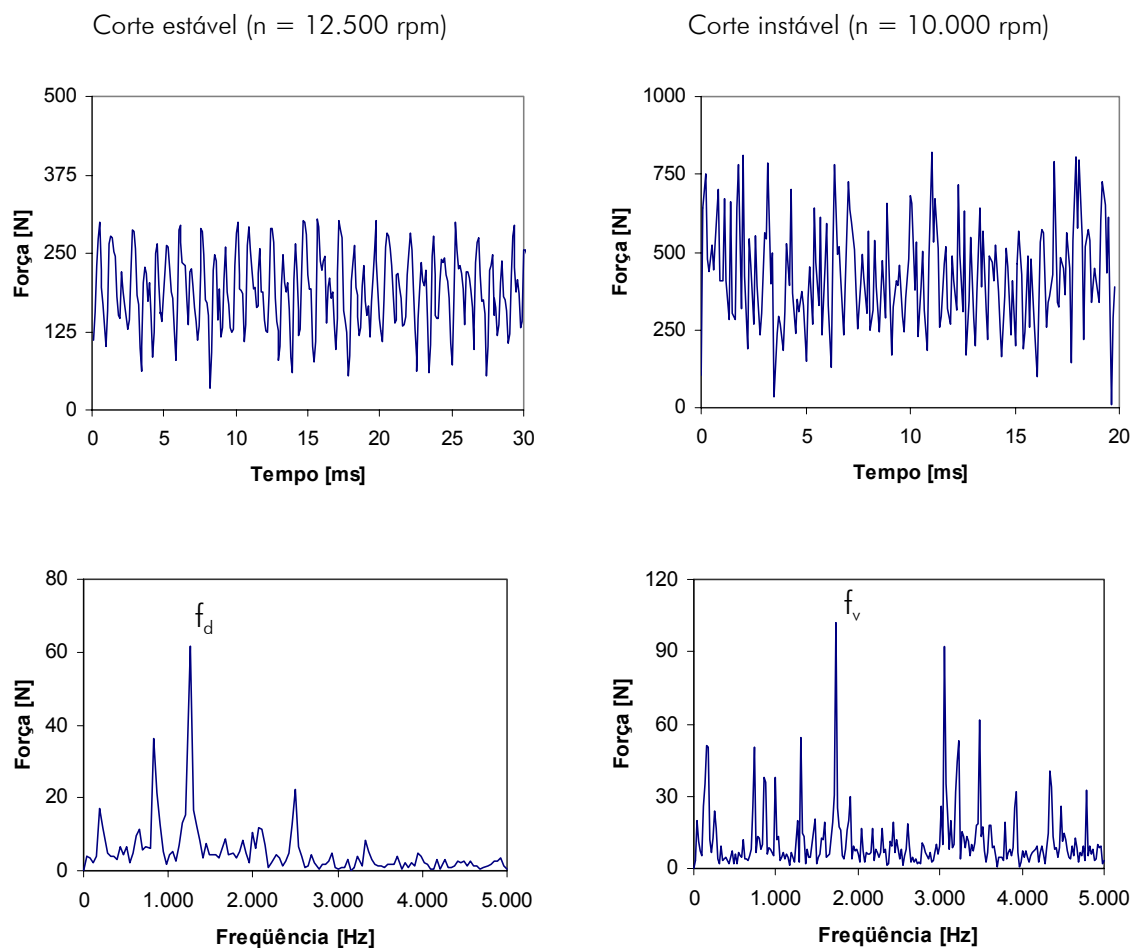 Corte estável (n = 12.500 rpm)
Corte instável (n = 10.000 rpm)
500
375
250
125
0
Força [N]
0 5 10 15 20 25 30
Tempo [ms]
1000
750
500
250
0
Força [N]
0 5 10 15 20
Tempo [ms]
80
60
40
20
0
Força [N]
f_d
0 1.000 2.000 3.000 4.000 5.000
Freqüência [Hz]
120
90
60
30
0
Força [N]
f_v
0 1.000 2.000 3.000 4.000 5.000
Freqüência [Hz]